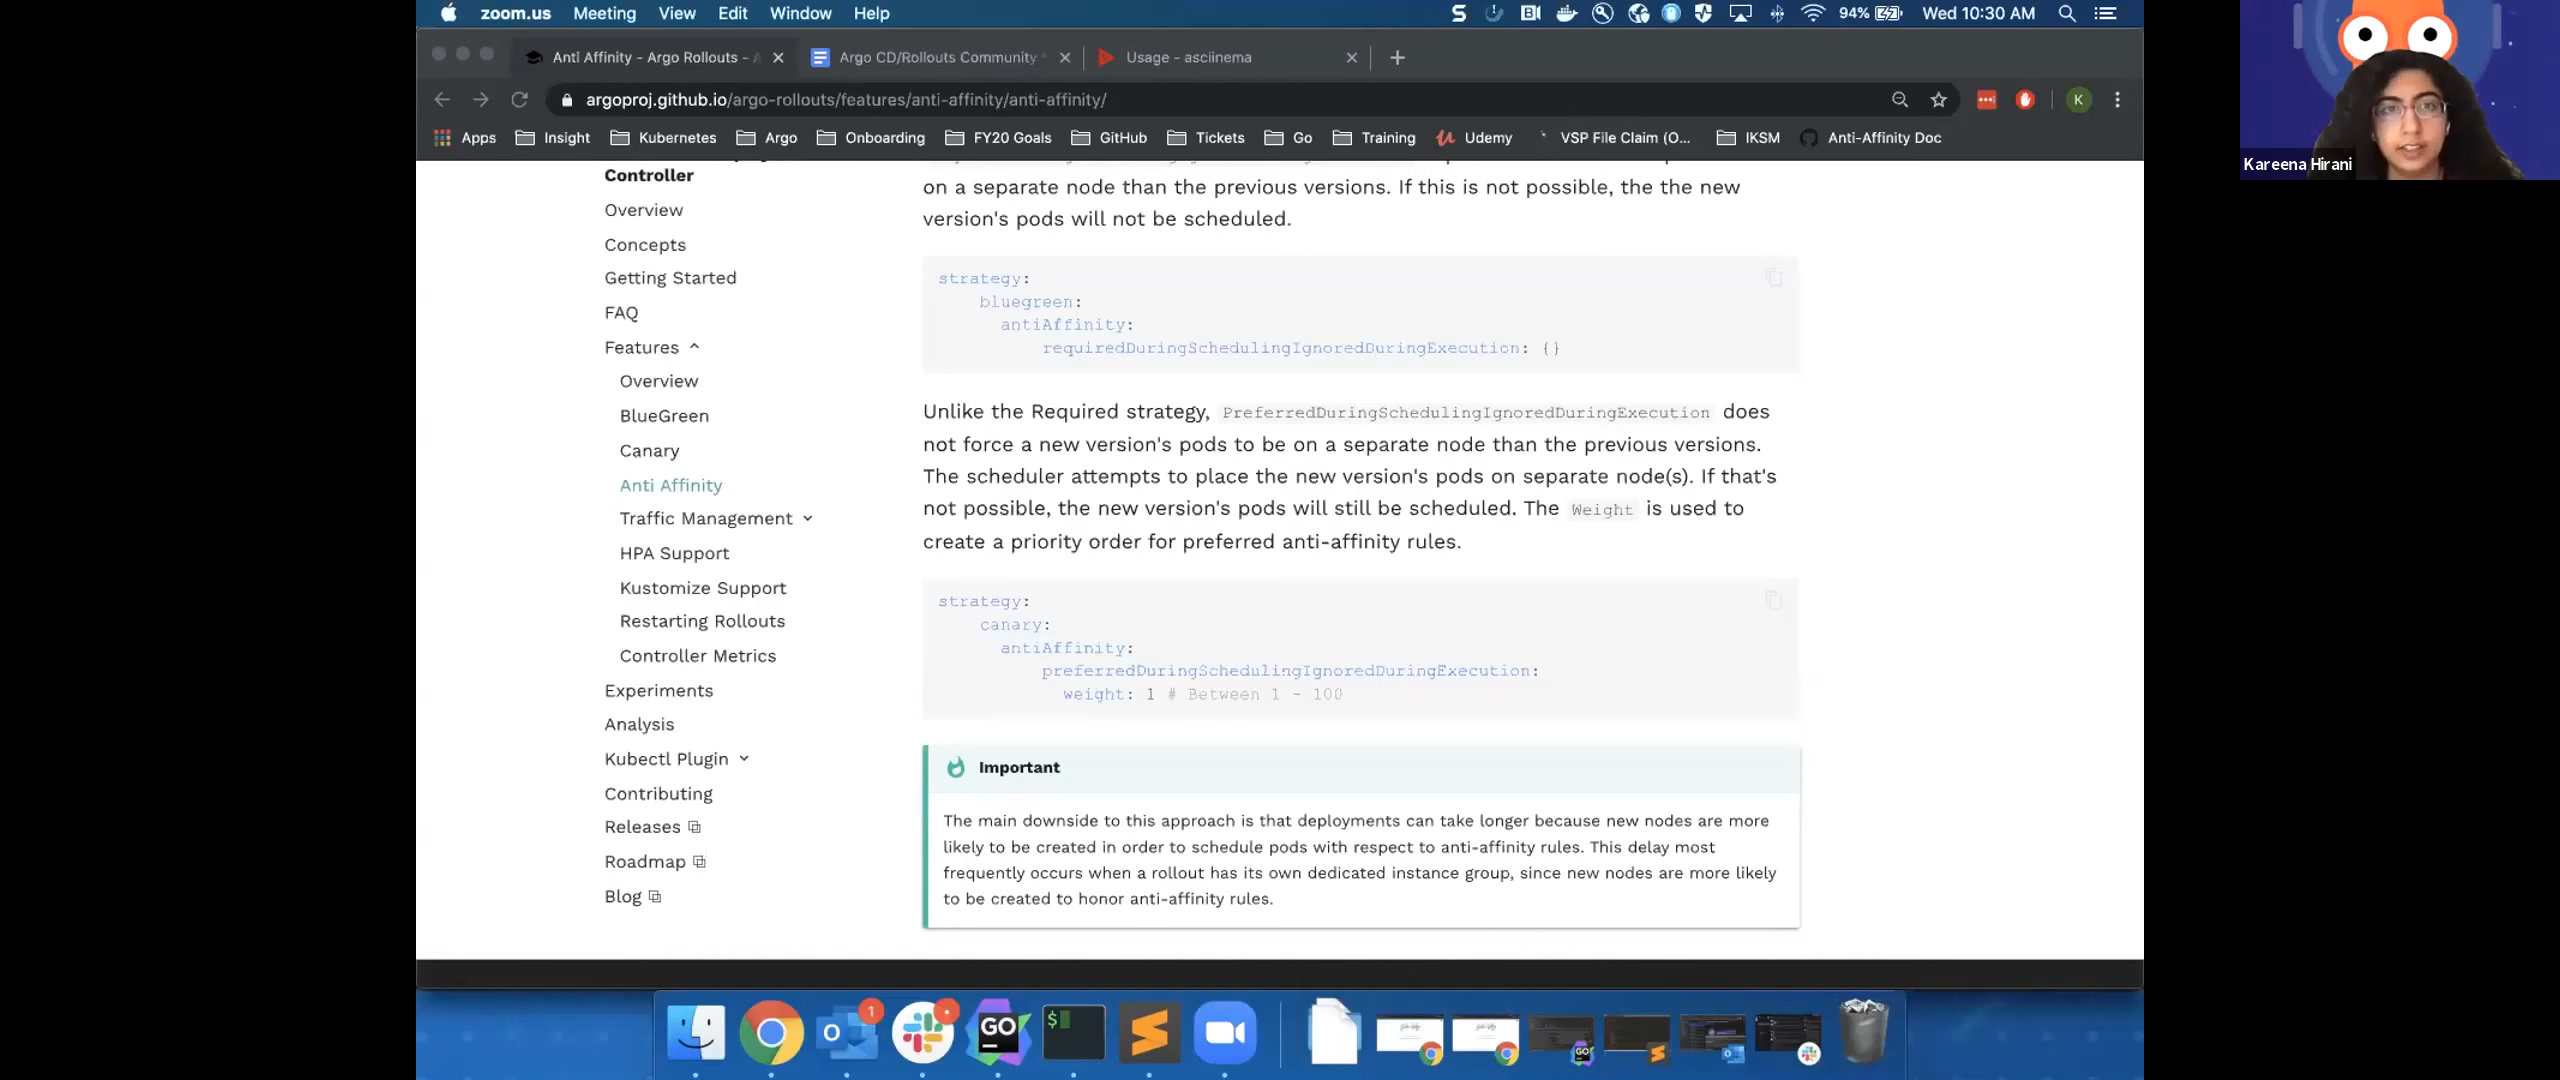 zoom.us Meeting View Edit Window Help
94% Wed 10:30 AM
Anti Affinity - Argo Rollouts -
Argo CD/Rollouts Community
Usage - asciinema
argoproj.github.io/argo-rollouts/features/anti-affinity/anti-affinity/
K
Apps Insight Kubernetes Argo Onboarding FY20 Goals GitHub Tickets Go Training Udemy VSP File Claim (O... IKSM Anti-Affinity Doc
Kareena Hirani
Controller
Overview
Concepts
Getting Started
FAQ
Features
Overview
BlueGreen
Canary
Anti Affinity
Traffic Management
HPA Support
Kustomize Support
Restarting Rollouts
Controller Metrics
Experiments
Analysis
Kubectl Plugin
Contributing
Releases
Roadmap
Blog
on a separate node than the previous versions. If this is not possible, the the new
version's pods will not be scheduled.
strategy:
bluegreen:
antiAffinity:
requiredDuringSchedulingIgnoredDuringExecution: {}
Unlike the Required strategy, PreferredDuringSchedulingIgnoredDuringExecution does
not force a new version's pods to be on a separate node than the previous versions.
The scheduler attempts to place the new version's pods on separate node(s). If that's
not possible, the new version's pods will still be scheduled. The Weight is used to
create a priority order for preferred anti-affinity rules.
strategy:
canary:
antiAffinity:
preferredDuringSchedulingIgnoredDuringExecution:
weight: 1 # Between 1 - 100
Important
The main downside to this approach is that deployments can take longer because new nodes are more
likely to be created in order to schedule pods with respect to anti-affinity rules. This delay most
frequently occurs when a rollout has its own dedicated instance group, since new nodes are more likely
to be created to honor anti-affinity rules.
1
GO
$